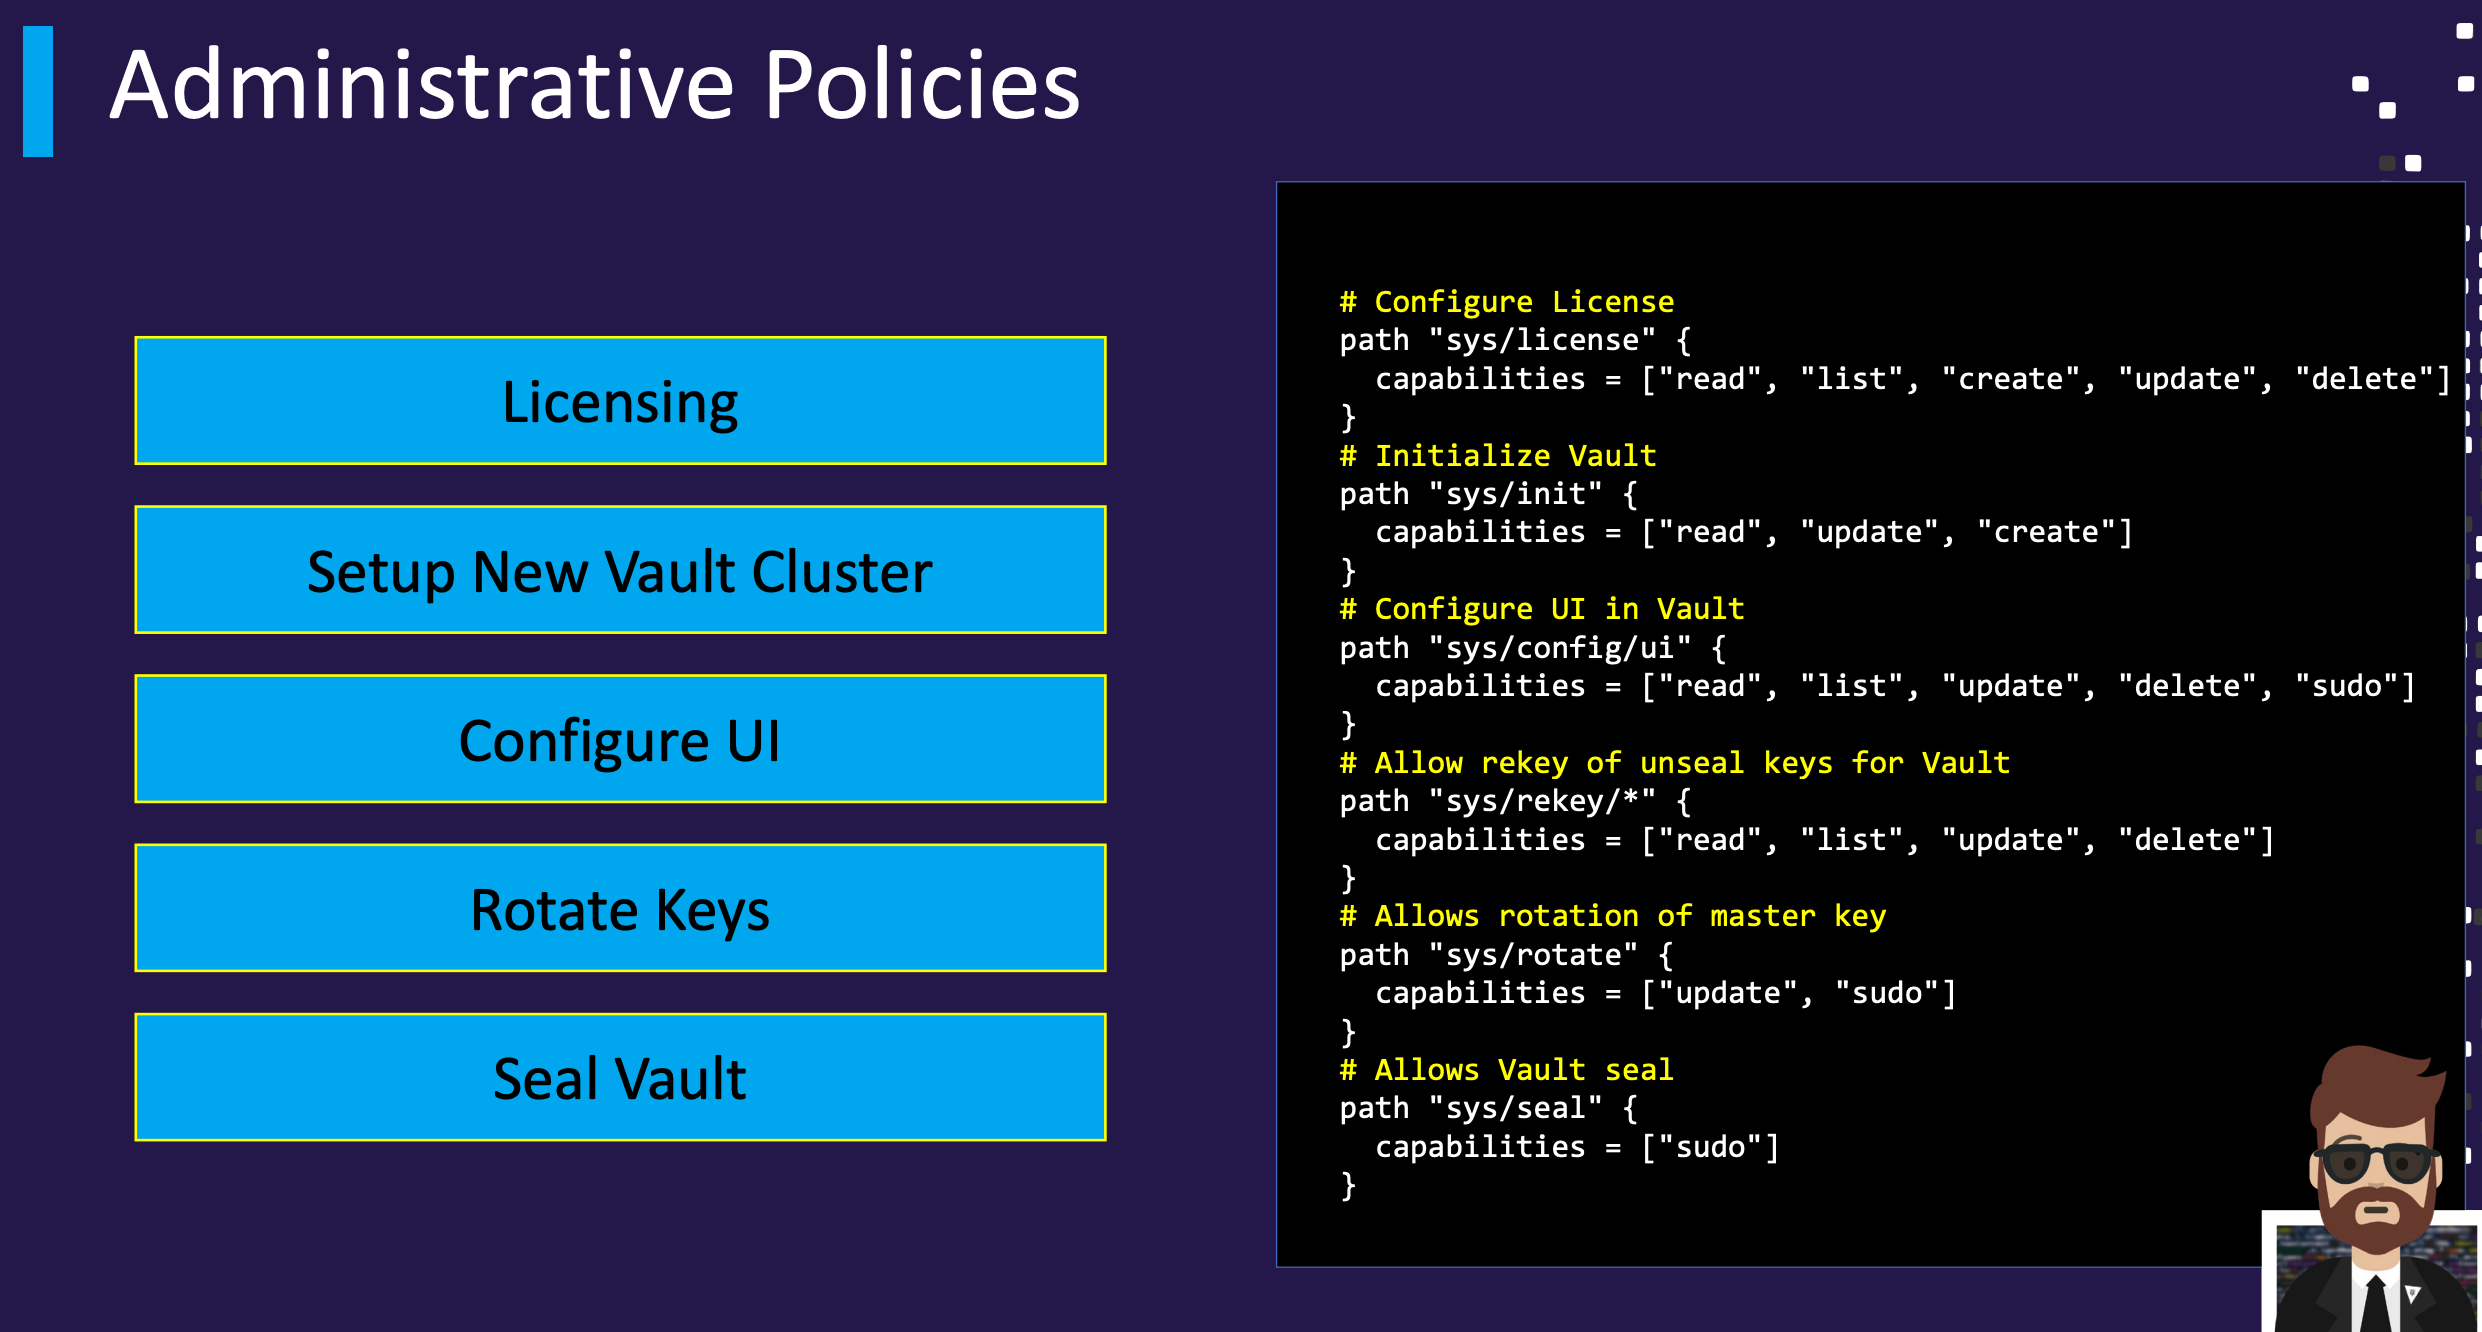 Administrative Policies
Licensing
Setup New Vault Cluster
Configure UI
Rotate Keys
Seal Vault
# Configure License
path "sys/license" {
  capabilities = ["read", "list", "create", "update", "delete"]
}
# Initialize Vault
path "sys/init" {
  capabilities = ["read", "update", "create"]
}
# Configure UI in Vault
path "sys/config/ui" {
  capabilities = ["read", "list", "update", "delete", "sudo"]
}
# Allow rekey of unseal keys for Vault
path "sys/rekey/*" {
  capabilities = ["read", "list", "update", "delete"]
}
# Allows rotation of master key
path "sys/rotate" {
  capabilities = ["update", "sudo"]
}
# Allows Vault seal
path "sys/seal" {
  capabilities = ["sudo"]
}